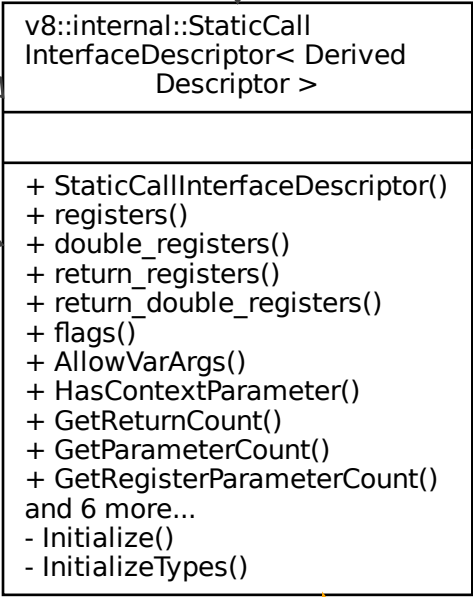 v8::internal::StaticCall
InterfaceDescriptor< Derived
Descriptor >
+ StaticCallInterfaceDescriptor()
+ registers()
+ double_registers()
+ return_registers()
+ return_double_registers()
+ flags()
+ AllowVarArgs()
+ HasContextParameter()
+ GetReturnCount()
+ GetParameterCount()
+ GetRegisterParameterCount()
and 6 more...
- Initialize()
- InitializeTypes()